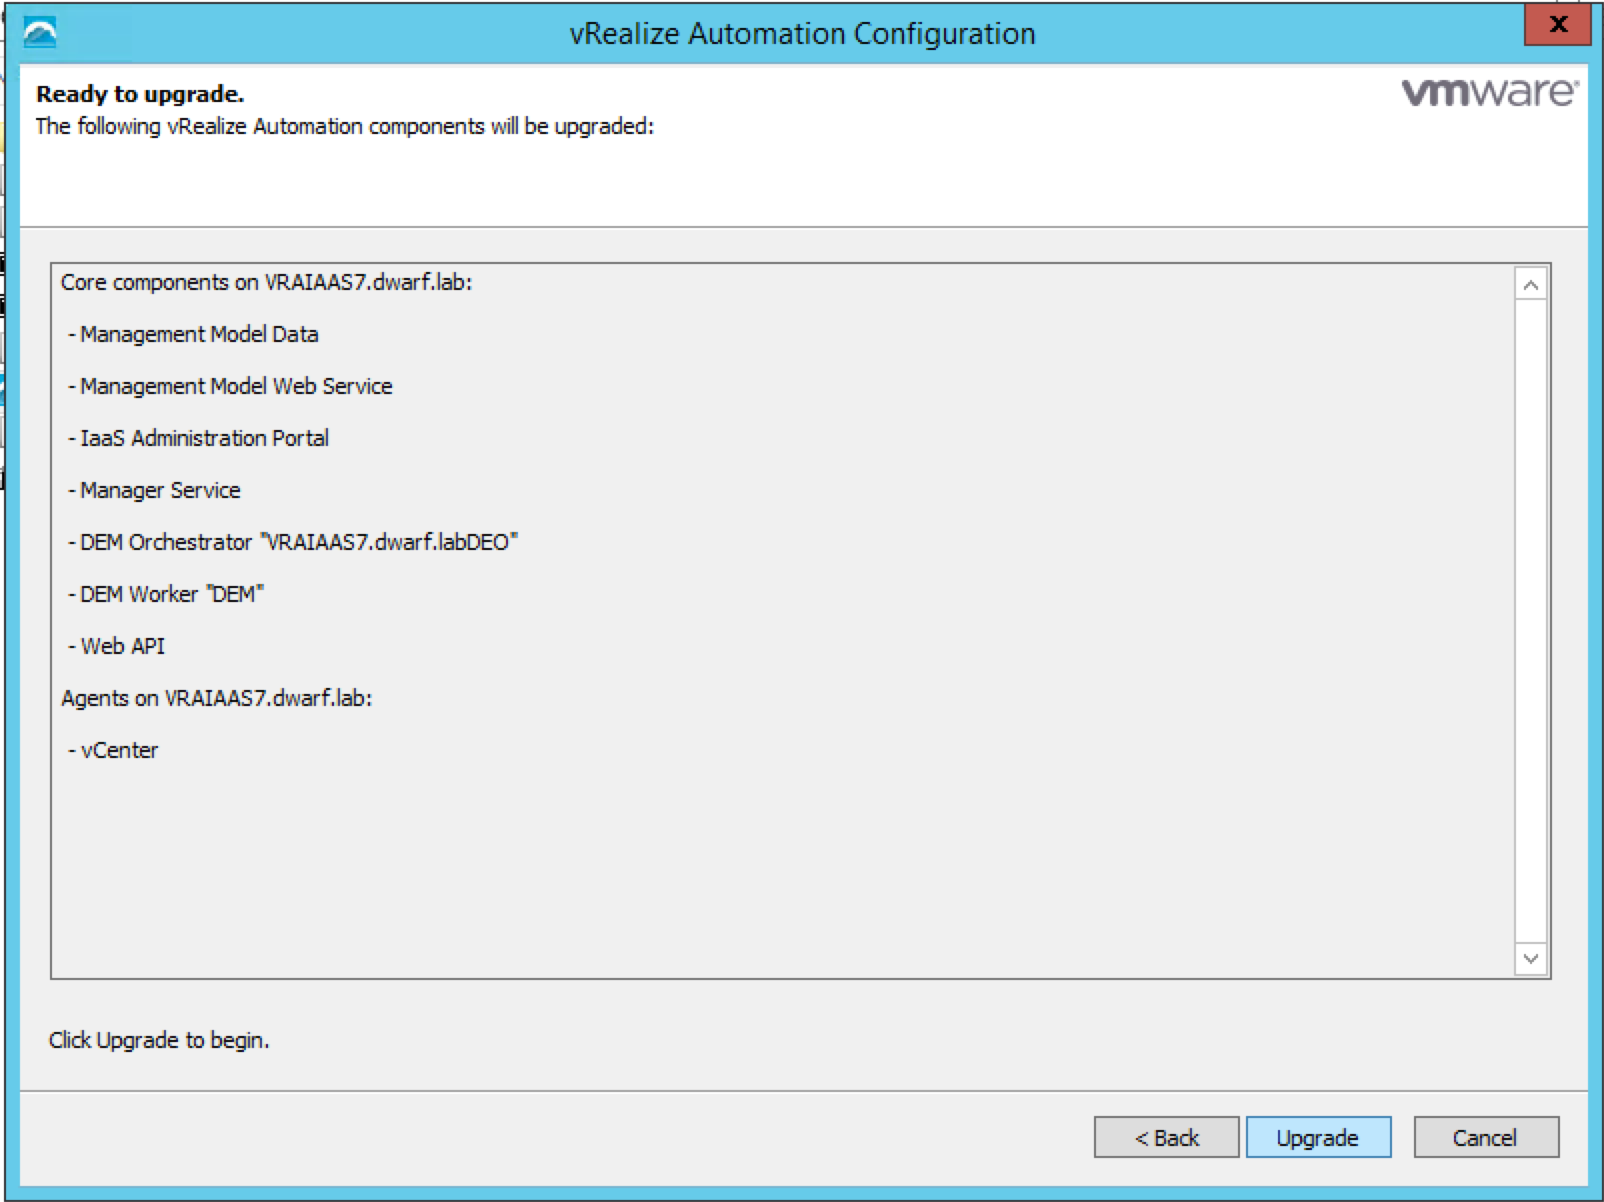 vRealize Automation Configuration
x
Ready to upgrade.
vmware
The following vRealize Automation components will be upgraded:
Core components on VRAIAAS7.dwarf.lab:
- Management Model Data
- Management Model Web Service
- IaaS Administration Portal
- Manager Service
- DEM Orchestrator "VRAIAAS7.dwarf.labDEO"
- DEM Worker "DEM"
- Web API
Agents on VRAIAAS7.dwarf.lab:
- vCenter
Click Upgrade to begin.
< Back
Upgrade
Cancel